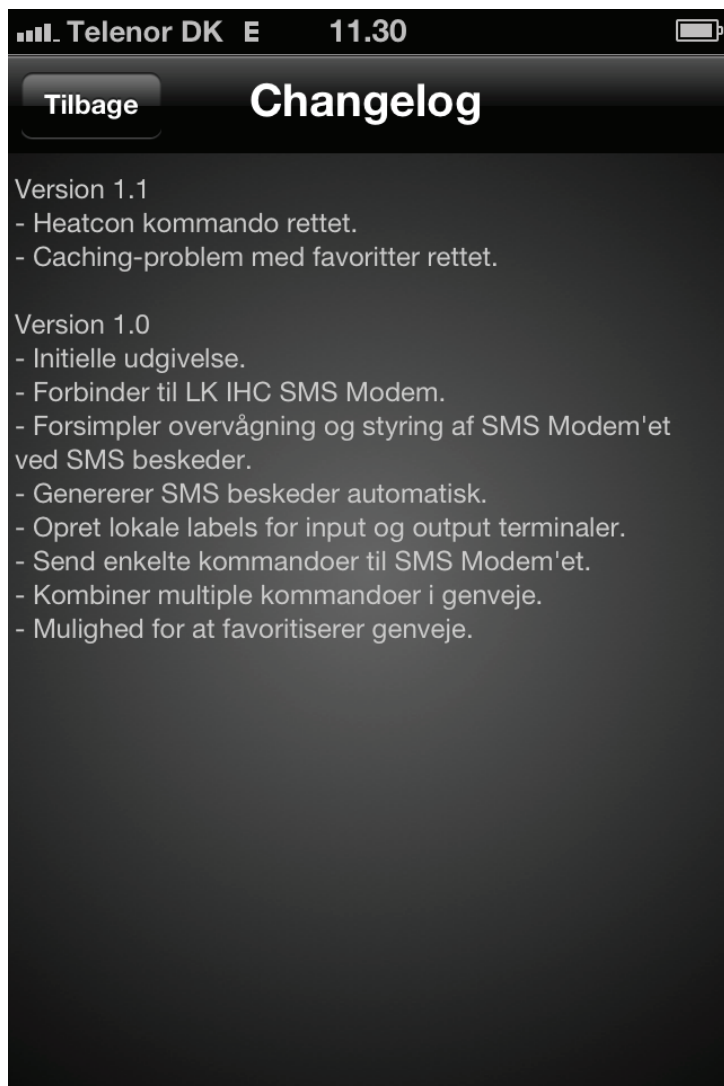 Telenor DK E 11.30
Tilbage Changelog
Version 1.1
- Heatcon kommando rettet.
- Caching-problem med favoritter rettet.
Version 1.0
- Initielle udgivelse.
- Forbinder til LK IHC SMS Modem.
- Forsimpler overvågning og styring af SMS Modem'et
ved SMS beskeder.
- Genererer SMS beskeder automatisk.
- Opret lokale labels for input og output terminaler.
- Send enkelte kommandoer til SMS Modem'et.
- Kombiner multiple kommandoer i genveje.
- Mulighed for at favoritiserer genveje.